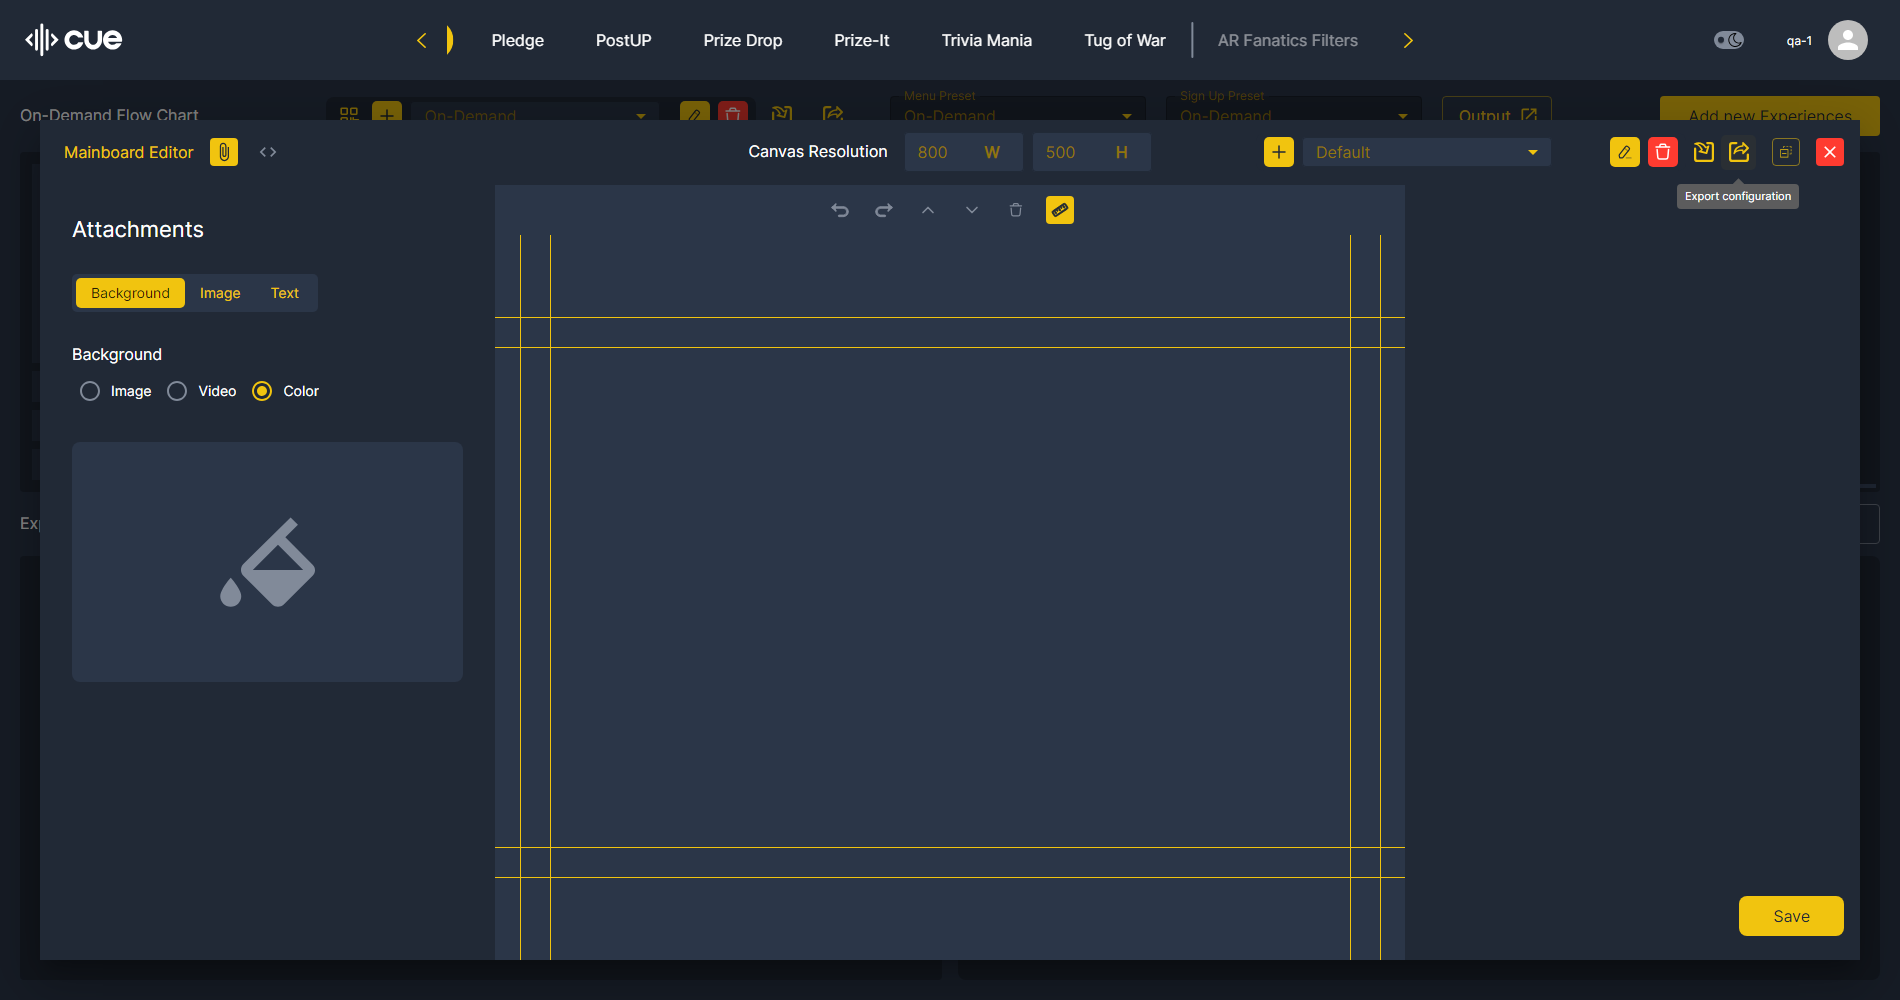 cue
Pledge
PostUP
Prize Drop
Prize-It
Trivia Mania
Tug of War
AR Fanatics Filters
qa-1
On-Demand Flow Chart
On-Demand
Menu Preset
On-Demand
Sign Up Preset
On-Demand
Output
Add new Experiences
Mainboard Editor
Canvas Resolution
800 W
500 H
Default
Export configuration
Attachments
Background
Image
Text
Background
Image
Video
Color
Save